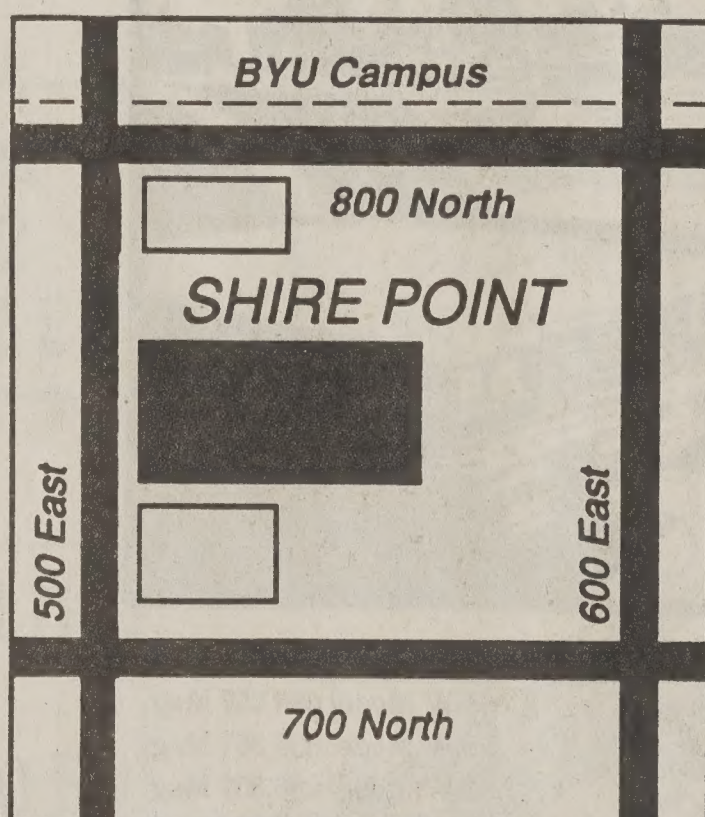 BYU Campus
800 North
SHIRE POINT
500 East
600 East
700 North